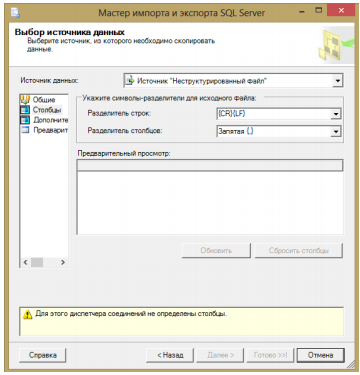 Мастер импорта и экспорта SQL Server
Выбор источника данных
Выберите источник, из которого необходимо скопировать
данные.
Источник данных:
Источник "Неструктурированный файл"
Общие
Столбцы
Дополните
Предварит
Укажите символы-разделители для исходного файла:
Разделитель строк:
{CR}{LF}
Разделитель столбцов:
Запятая {,}
Предварительный просмотр:
Обновить
Сбросить столбцы
Для этого диспетчера соединений не определены столбцы.
Справка
< Назад
Далее >
Готово >>|
Отмена